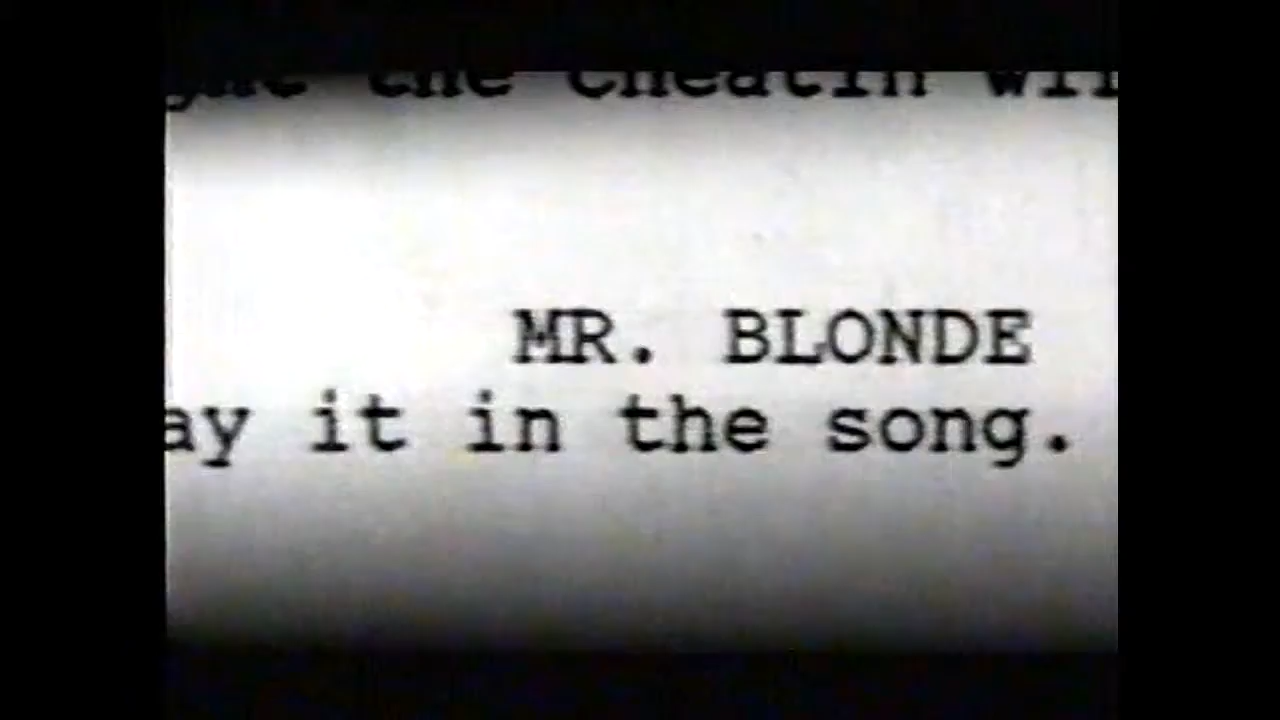 the cheatin
MR. BLONDE
ay it in the song.